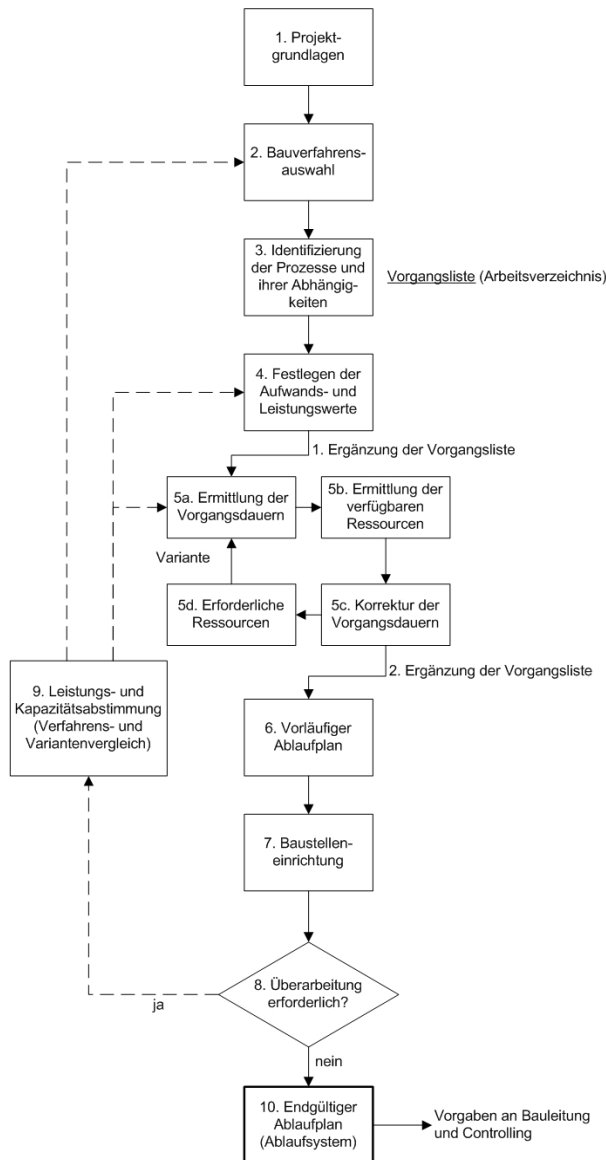 1. Projekt-
grundlagen
2. Bauverfahrens-
auswahl
3. Identifizierung
der Prozesse und
ihrer Abhängig-
keiten
Vorgangsliste (Arbeitsverzeichnis)
4. Festlegen der
Aufwands- und
Leistungswerte
1. Ergänzung der Vorgangsliste
5a. Ermittlung der
Vorgangsdauern
5b. Ermittlung der
verfügbaren
Ressourcen
Variante
5d. Erforderliche
Ressourcen
5c. Korrektur der
Vorgangsdauern
2. Ergänzung der Vorgangsliste
9. Leistungs- und
Kapazitätsabstimmung
(Verfahrens- und
Variantenvergleich)
6. Vorläufiger
Ablaufplan
7. Baustellen-
einrichtung
8. Überarbeitung
erforderlich?
ja
nein
10. Endgültiger
Ablaufplan
(Ablaufsystem)
Vorgaben an Bauleitung
und Controlling